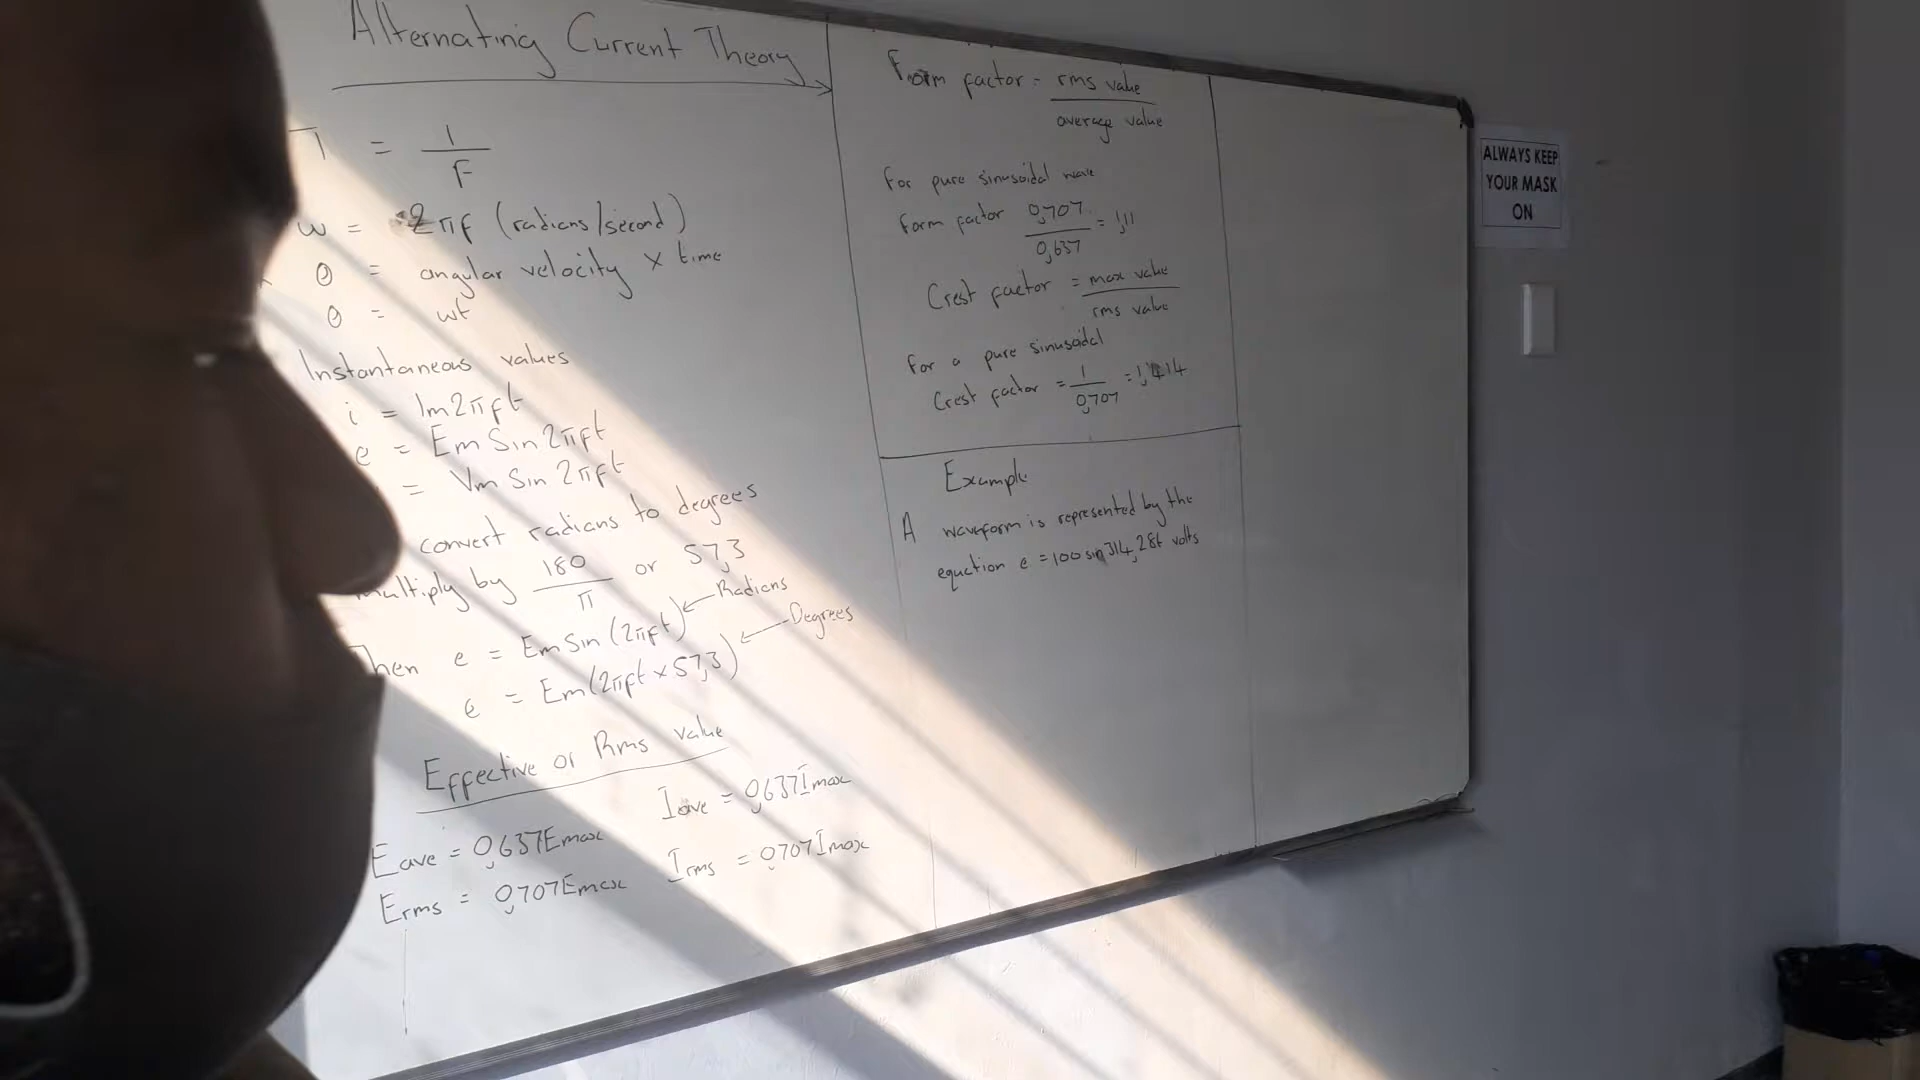 Alternating Current Theory
T = 1/F
w = 2πf (radians/second)
θ = angular velocity x time
θ = wt
Instantaneous values
i = Im2πft
e = Em Sin 2πft
= Vm Sin 2πft
convert radians to degrees
multiply by 180/π or 57,3
Then e = Em Sin (2πft) ← Radians
e = Em(2πft x 57,3) ← Degrees
Effective or Rms value
Eave = 0,637Emax
Iave = 0,637Imax
Erms = 0,707Emax
Irms = 0,707Imax
Form factor = rms value/average value
For pure sinusoidal wave
Form factor 0,707/0,637 = 1,11
Crest factor = max value/rms value
For a pure sinusoidal
Crest factor = 1/0,707 = 1,414
Example
A waveform is represented by the
equation e = 100 sin 314,28t volts
ALWAYS KEEP
YOUR MASK
ON